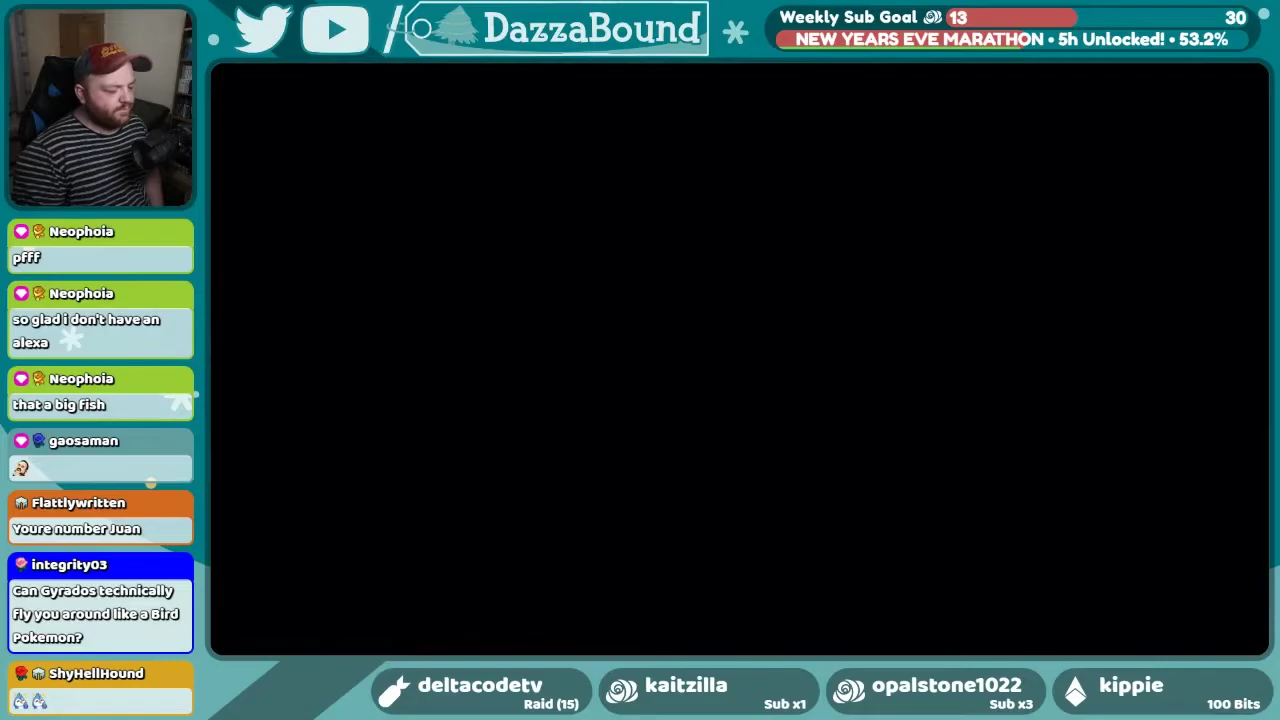 DazzaBound
Weekly Sub Goal 13 30
NEW YEARS EVE MARATHON • 5h Unlocked! • 53.2%
Neophoia
pfff
Neophoia
so glad i don't have an
alexa
Neophoia
that a big fish
gaosaman
Flattlywritten
Youre number Juan
integrity03
Can Gyrados technically
fly you around like a Bird
Pokemon?
ShyHellHound
deltacodetv
Raid (15)
kaitzilla
Sub x1
opalstone1022
Sub x3
kippie
100 Bits